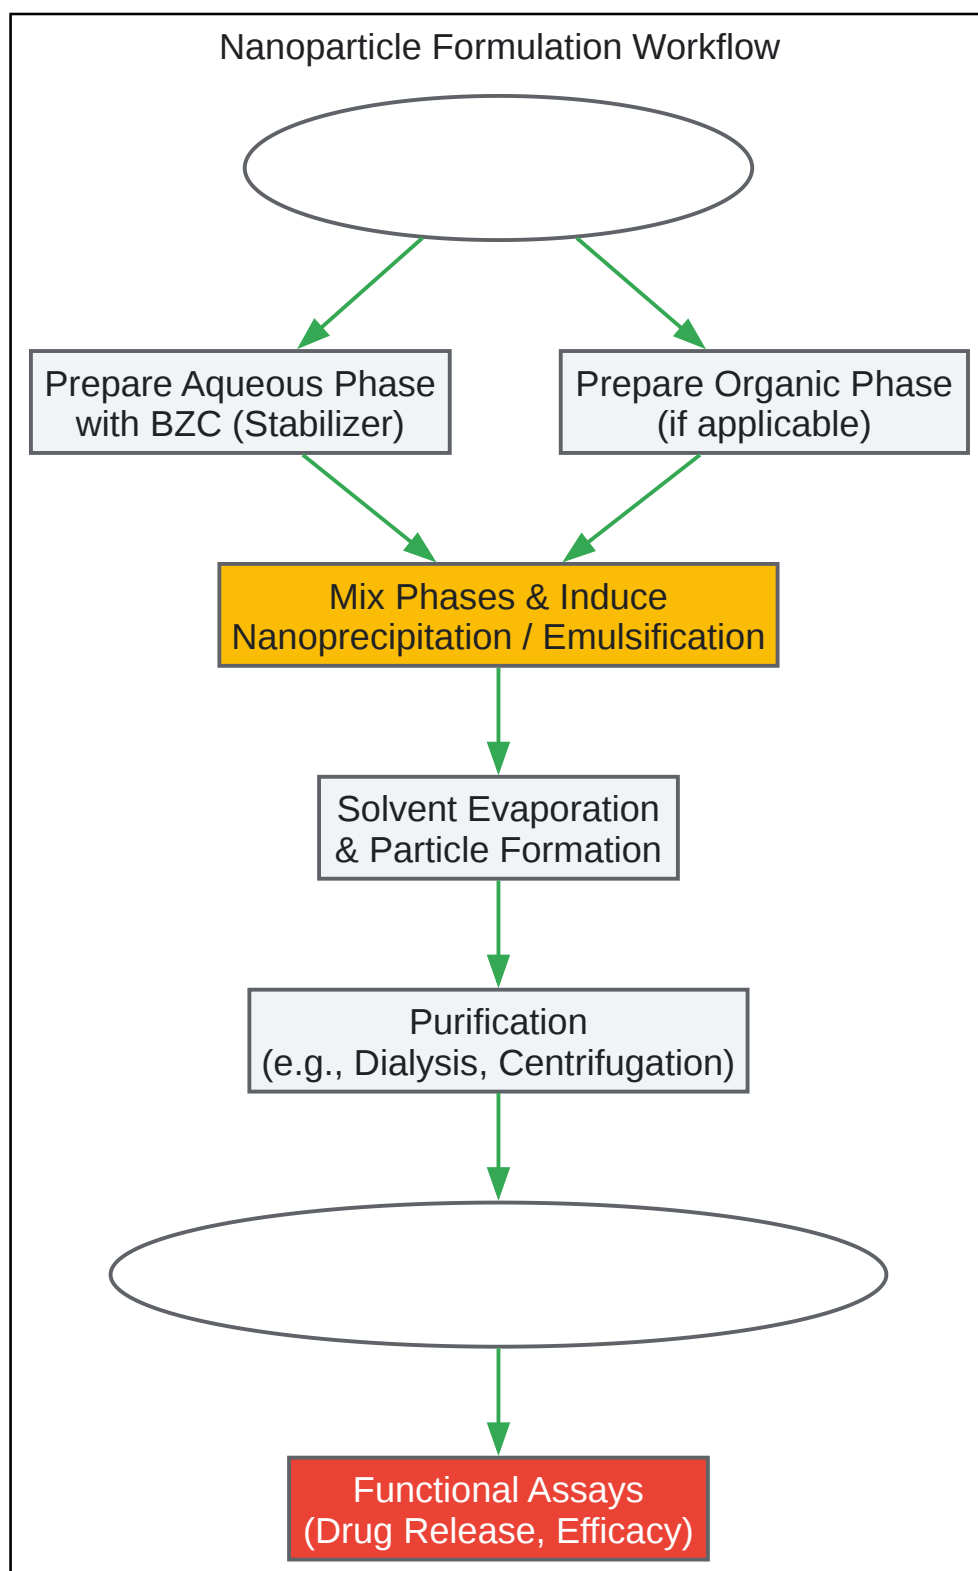 Nanoparticle Formulation Workflow
Prepare Aqueous Phase
with BZC (Stabilizer)
Prepare Organic Phase
(if applicable)
Mix Phases & Induce
Nanoprecipitation / Emulsification
Solvent Evaporation
& Particle Formation
Purification
(e.g., Dialysis, Centrifugation)
Functional Assays
(Drug Release, Efficacy)